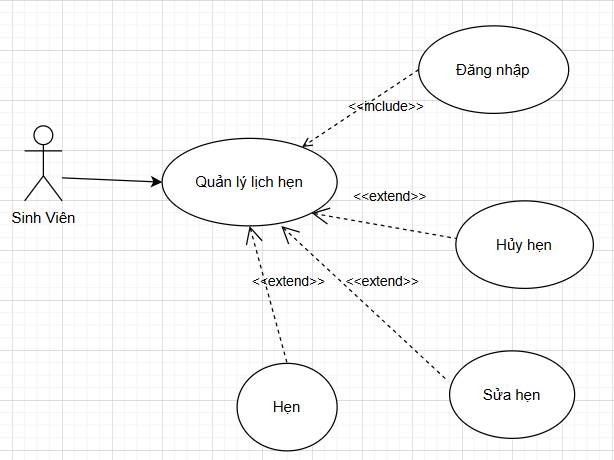 Đăng nhập
<<include>>
Quản lý lịch hẹn
<<extend>>
Sinh Viên
Hủy hẹn
<<extend>>
<<extend>>
Sửa hẹn
Hẹn